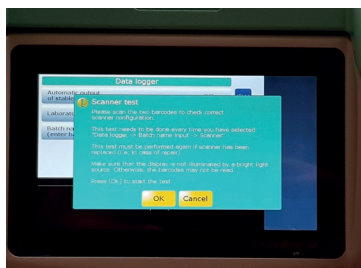 Data logger
Automatic output
of stable
Scanner test
Please scan the two barcodes to check correct
scanner configuration.
This test needs to be done every time you have selected
"Data logger -> Batch name input -> Scanner"
This test must be performed again if scanner has been
replaced (i.e. in case of repair).
Make sure that the display is not illuminated by a bright light
source. Otherwise, the barcodes may not be read.
Press [Ok] to start the test.
OK
Cancel
Batch
(enter